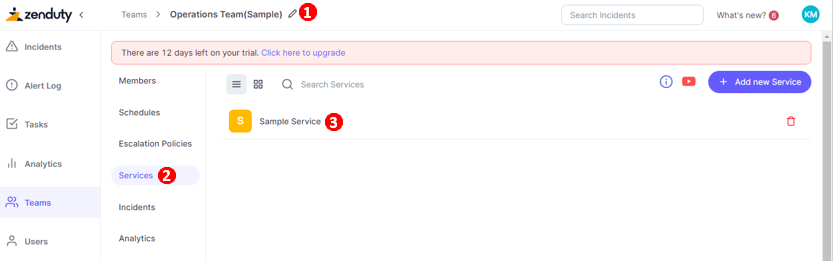 zenduty
Teams > Operations Team(Sample) 1
Search Incidents
What's new? 6
KM
Incidents
Alert Log
Tasks
Analytics
Teams
Users
There are 12 days left on your trial. Click here to upgrade
Members
Schedules
Escalation Policies
Services 2
Incidents
Analytics
Search Services
+ Add new Service
S Sample Service 3